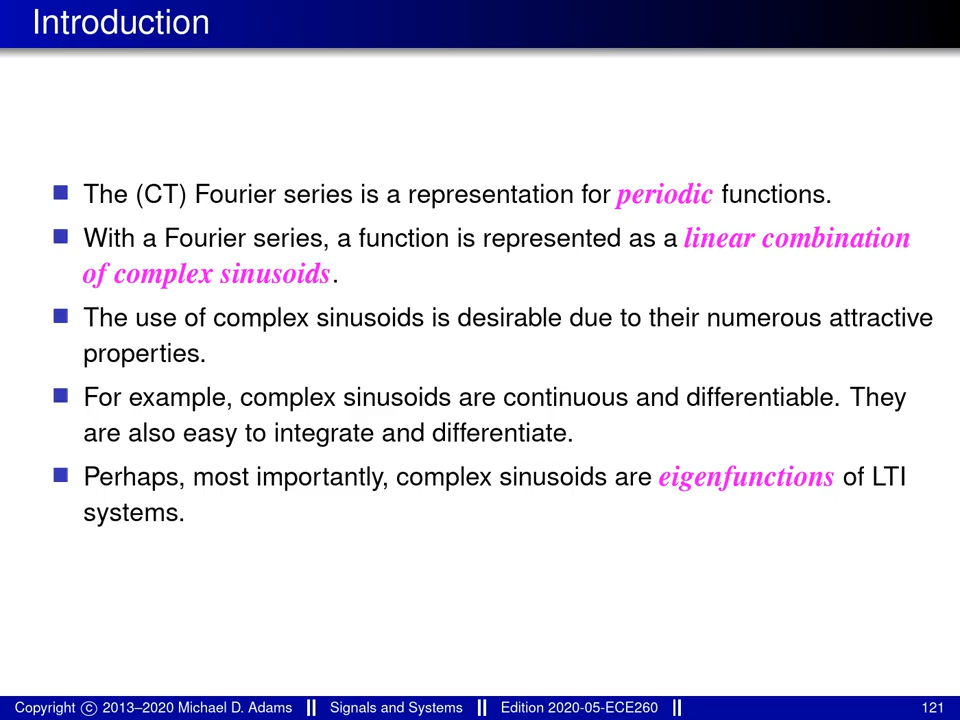 Introduction
The (CT) Fourier series is a representation for periodic functions.
With a Fourier series, a function is represented as a linear combination
of complex sinusoids.
The use of complex sinusoids is desirable due to their numerous attractive
properties.
For example, complex sinusoids are continuous and differentiable. They
are also easy to integrate and differentiate.
Perhaps, most importantly, complex sinusoids are eigenfunctions of LTI
systems.
Copyright © 2013–2020 Michael D. Adams Signals and Systems Edition 2020-05-ECE260 121